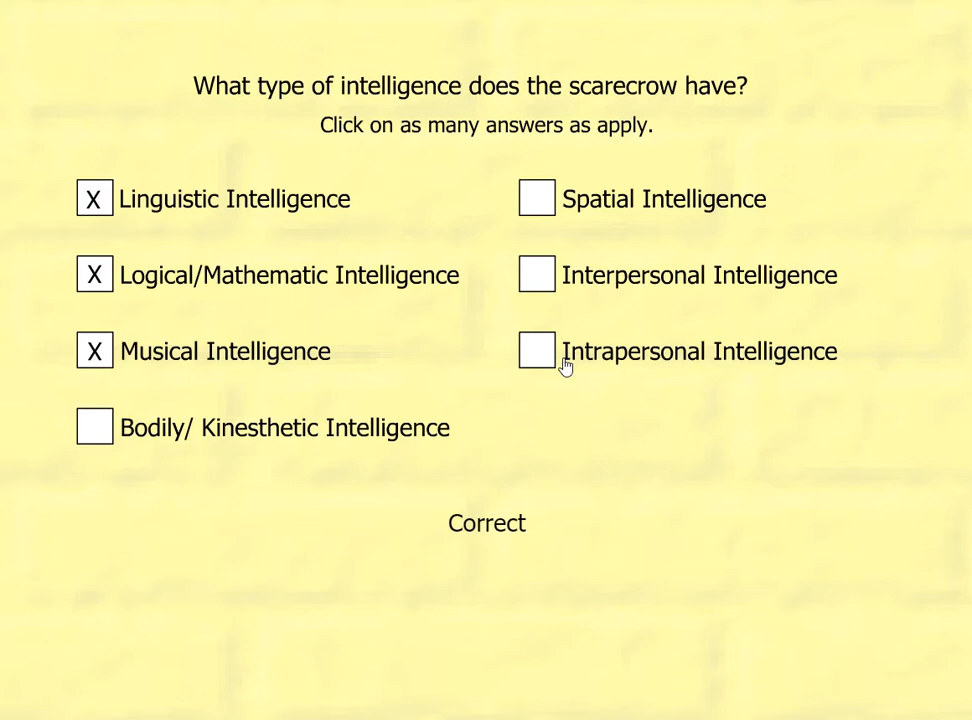 What type of intelligence does the scarecrow have?
Click on as many answers as apply.
X Linguistic Intelligence
X Logical/Mathematic Intelligence
X Musical Intelligence
Bodily/ Kinesthetic Intelligence
Spatial Intelligence
Interpersonal Intelligence
Intrapersonal Intelligence
Correct